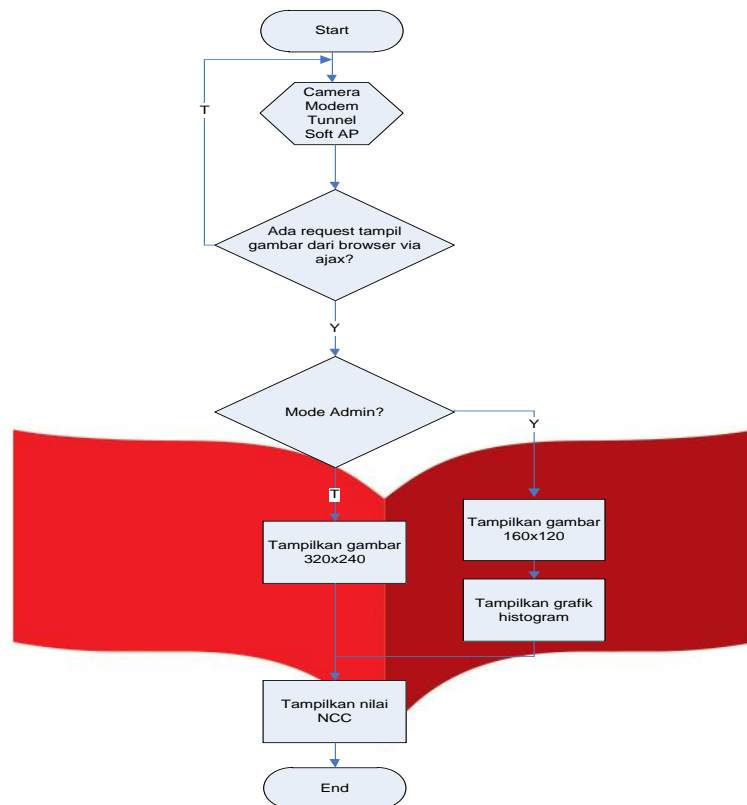 Start
Camera
Modem
Tunnel
Soft AP
T
Ada request tampil
gambar dari browser via
ajax?
Y
Mode Admin?
Y
T
Tampilkan gambar
320x240
Tampilkan gambar
160x120
Tampilkan grafik
histogram
Tampilkan nilai
NCC
End